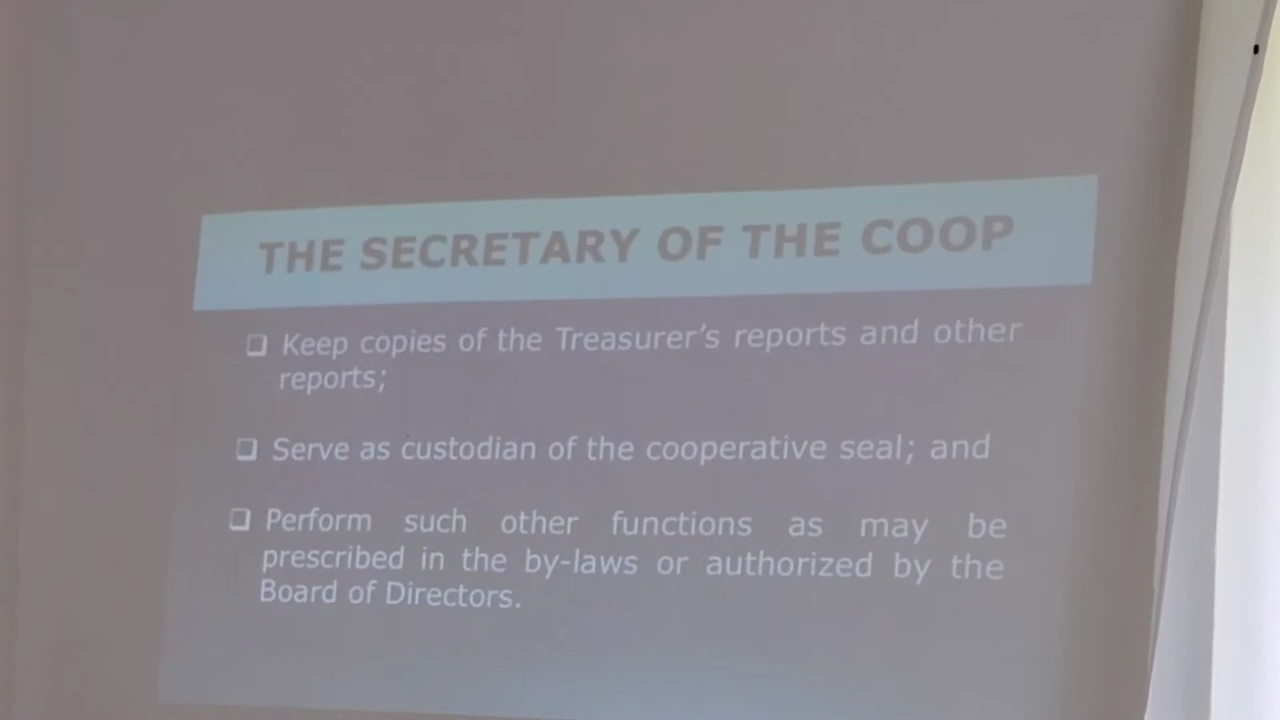 THE SECRETARY OF THE COOP
❑ Keep copies of the Treasurer's reports and other
reports;
❑ Serve as custodian of the cooperative seal; and
❑ Perform such other functions as may be
prescribed in the by-laws or authorized by the
Board of Directors.